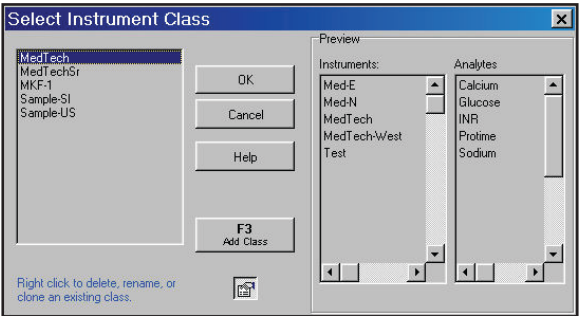 Select Instrument Class
MedTech
MedTechSr
MKF-1
Sample-SI
Sample-US
OK
Cancel
Help
F3
Add Class
Right click to delete, rename, or
clone an existing class.
Preview
Instruments:
Med-E
Med-N
MedTech
MedTech-West
Test
Analytes
Calcium
Glucose
INR
Protime
Sodium